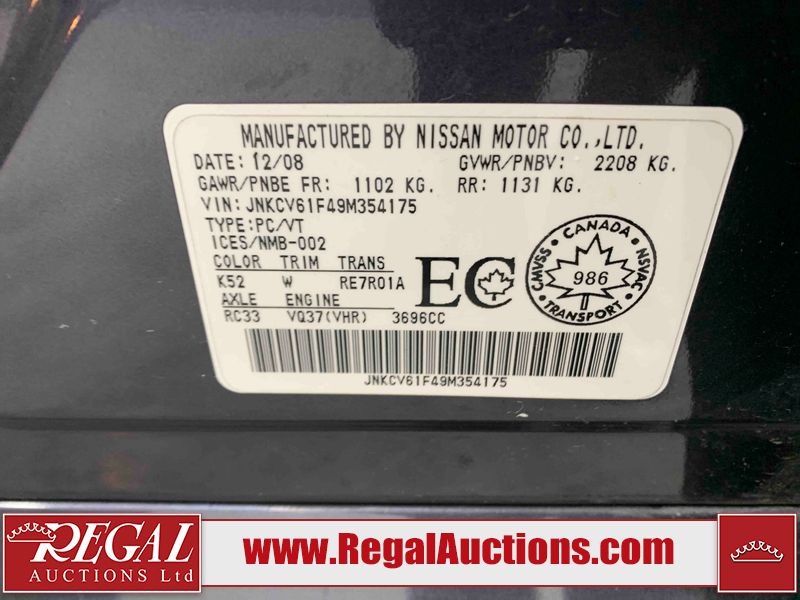 MANUFACTURED BY NISSAN MOTOR CO.,LTD.
DATE: 12/08 GVWR/PNBV: 2208 KG.
GAWR/PNBE FR: 1102 KG. RR: 1131 KG.
VIN: JNKCV61F49M354175
TYPE:PC/VT
ICES/NMB-002
COLOR TRIM TRANS
K52 W RE7R01A
AXLE ENGINE
RC33 VQ37(VHR) 3696CC
EC
CANADA
CMVSS 986 NSVAC
TRANSPORT
JNKCV61F49M354175
REGAL
AUCTIONS Ltd
www.RegalAuctions.com